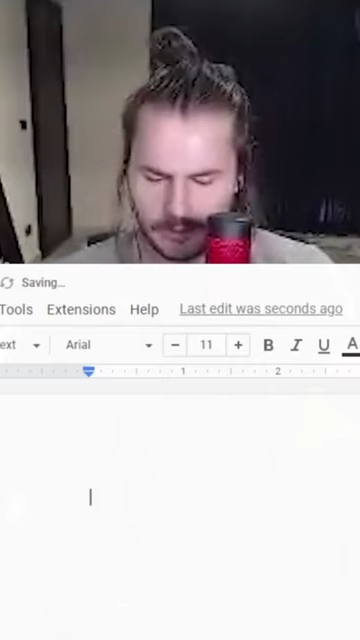 Saving...
Tools Extensions Help Last edit was seconds ago
ext Arial − 11 + B I U A
1 2